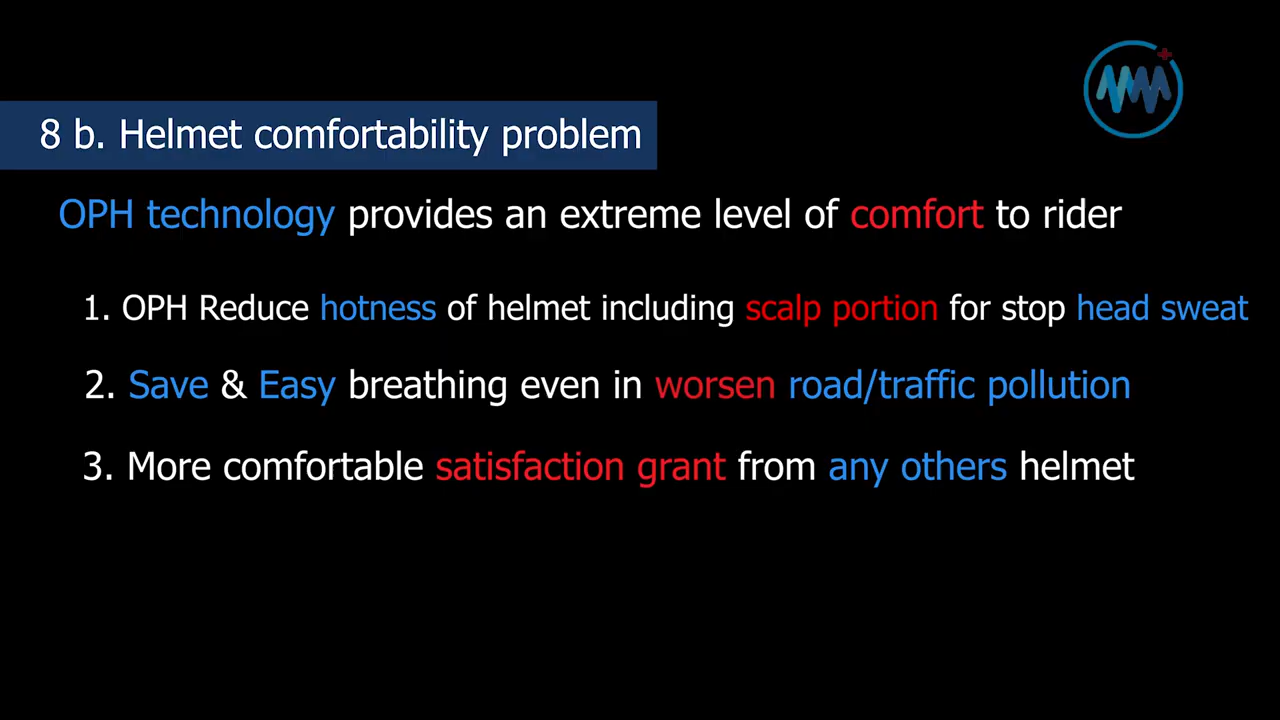 8 b. Helmet comfortability problem
OPH technology provides an extreme level of comfort to rider
1. OPH Reduce hotness of helmet including scalp portion for stop head sweat
2. Save & Easy breathing even in worsen road/traffic pollution
3. More comfortable satisfaction grant from any others helmet